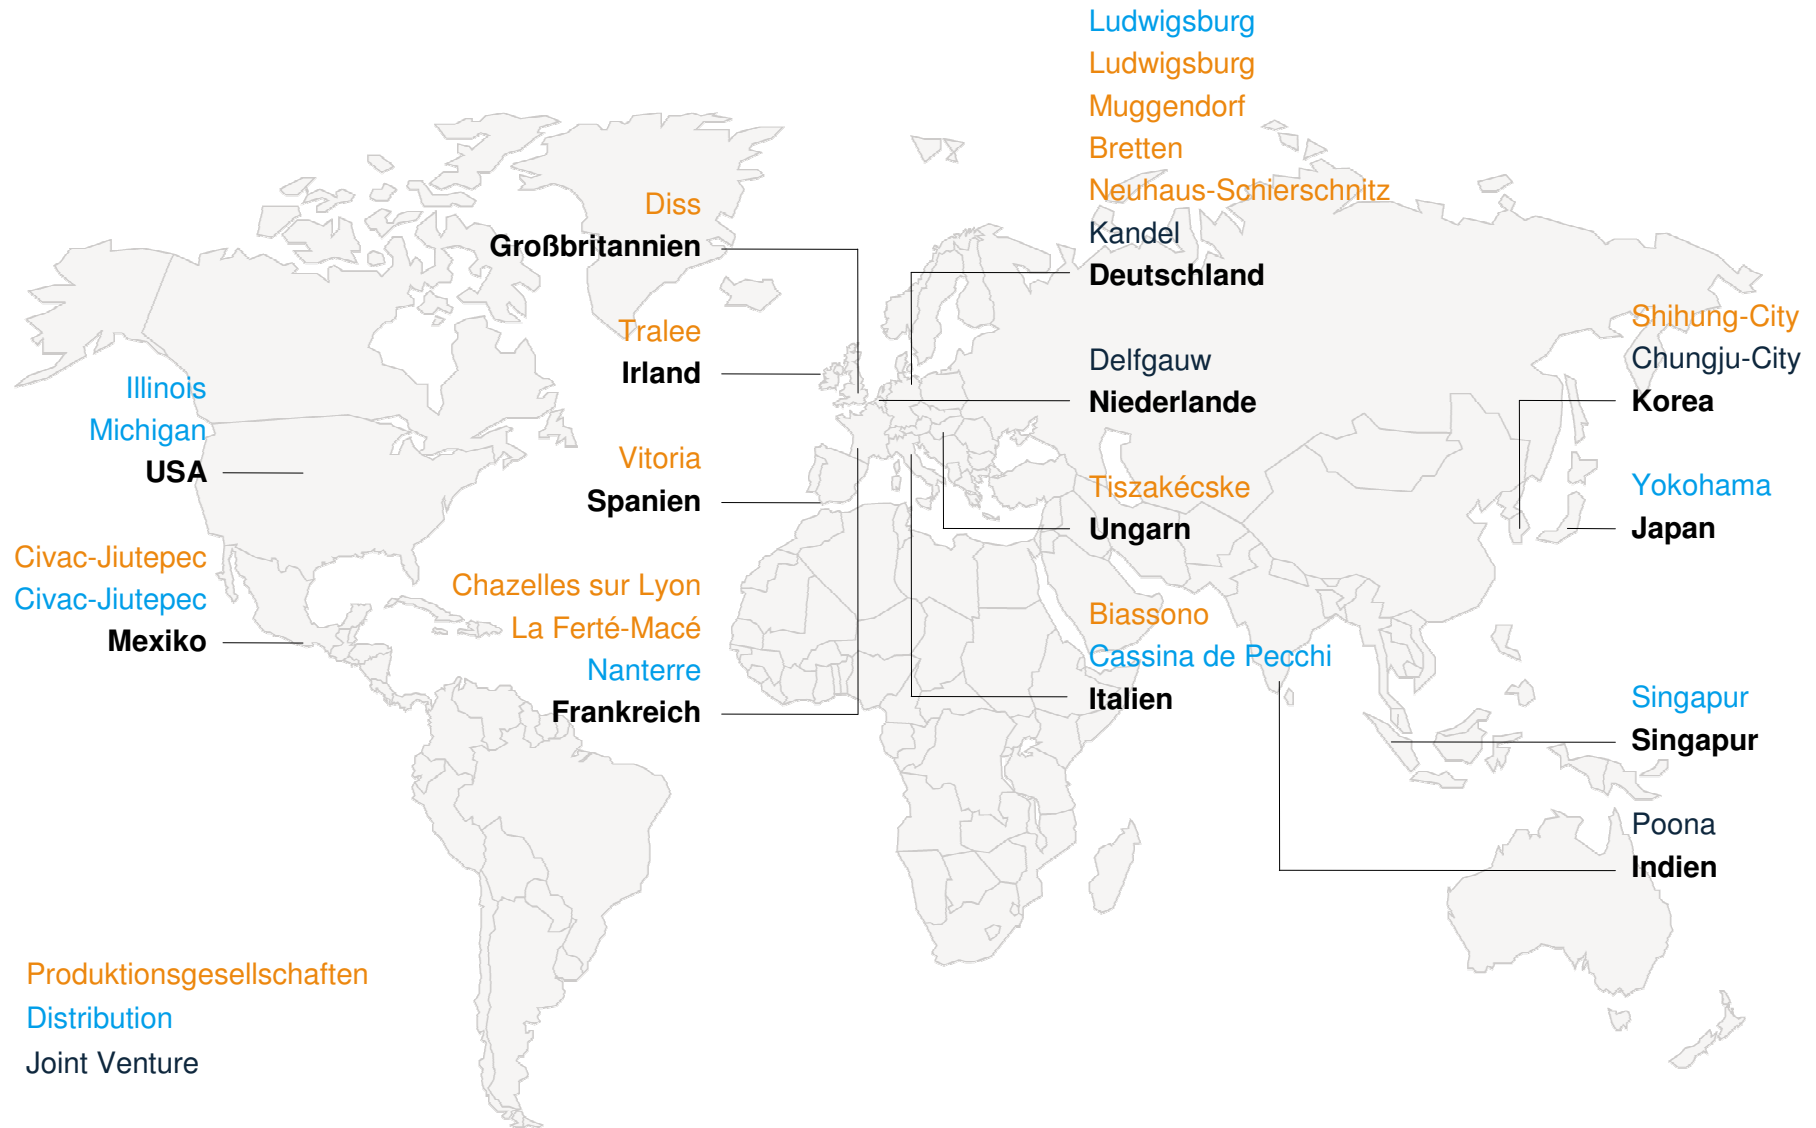 Ludwigsburg
Ludwigsburg
Muggendorf
Bretten
Neuhaus-Schierschnitz
Kandel
Deutschland
Diss
Großbritannien
Tralee
Irland
Delfgauw
Niederlande
Shihung-City
Chungju-City
Korea
Illinois
Michigan
USA
Vitoria
Spanien
Tiszakécske
Ungarn
Yokohama
Japan
Civac-Jiutepec
Civac-Jiutepec
Mexiko
Chazelles sur Lyon
La Ferté-Macé
Nanterre
Frankreich
Biassono
Cassina de Pecchi
Italien
Singapur
Singapur
Poona
Indien
Produktionsgesellschaften
Distribution
Joint Venture